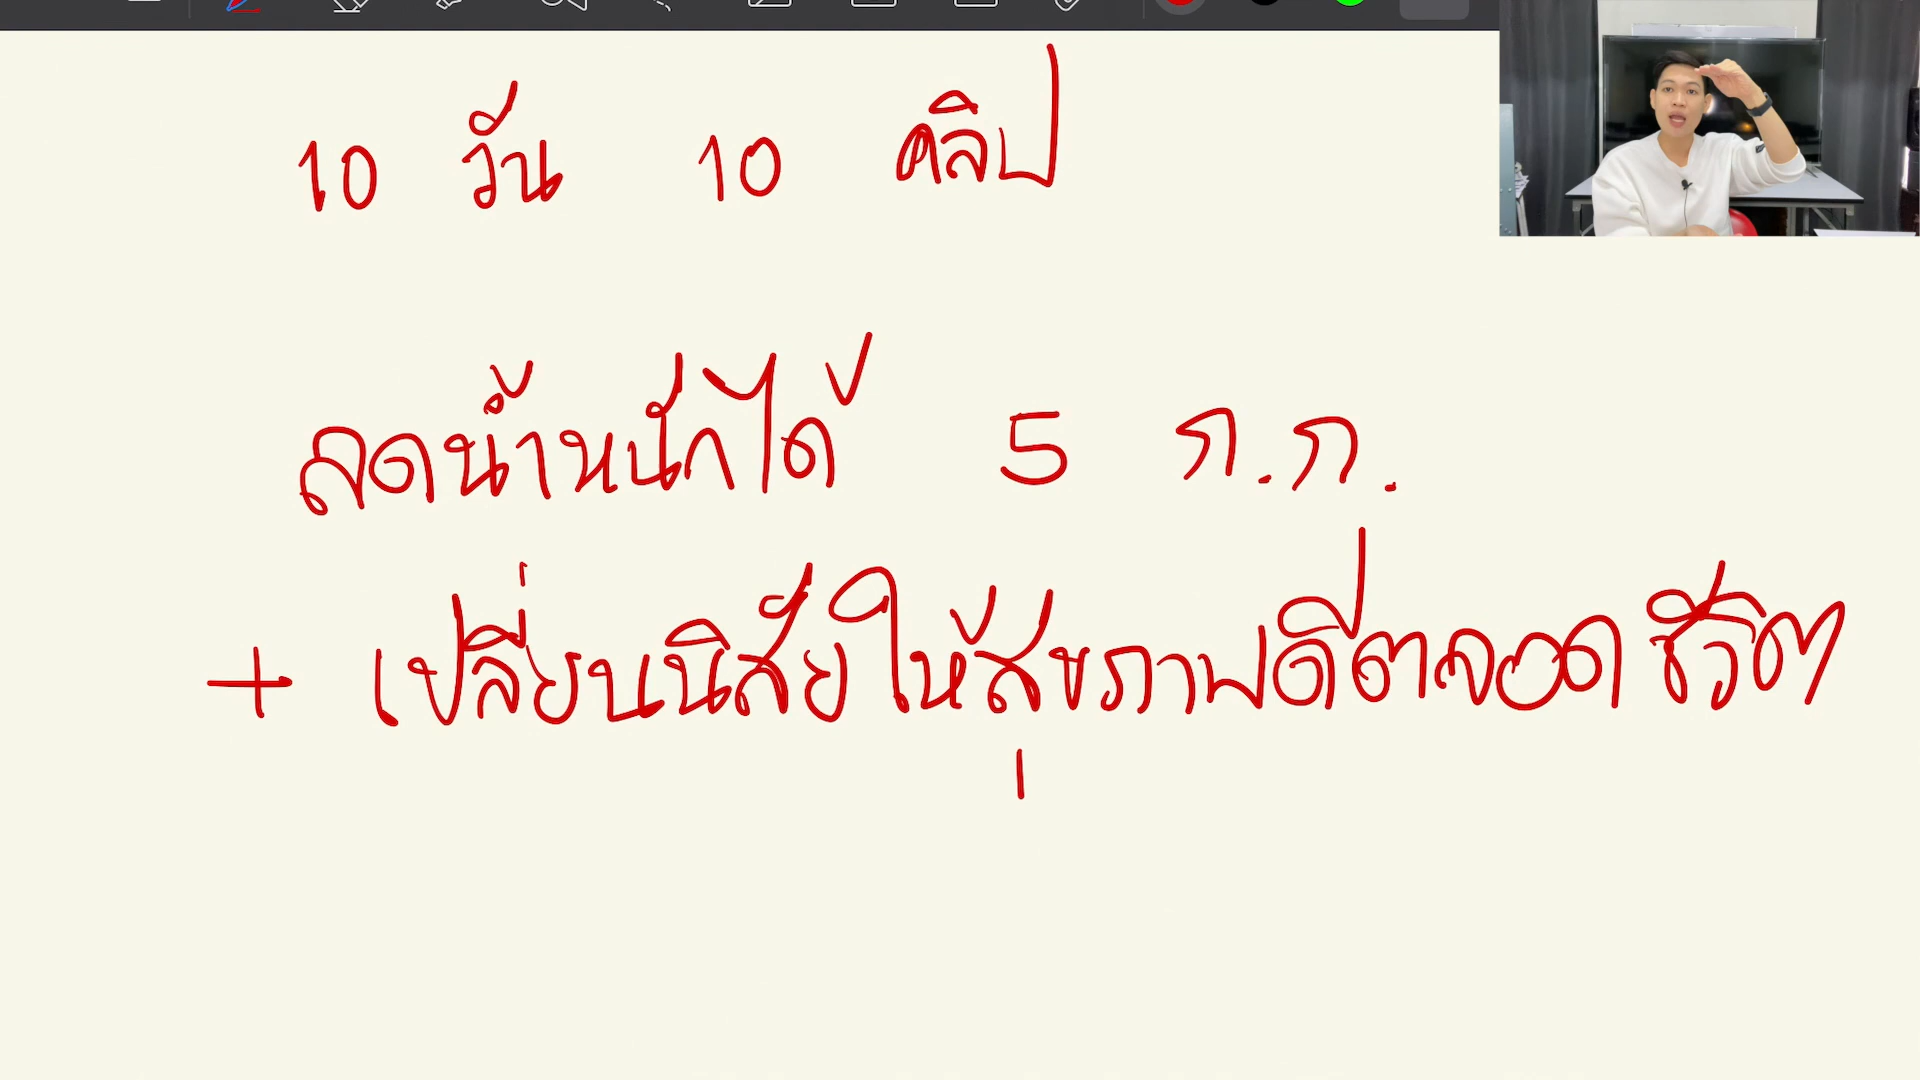 10 วัน 10 คลิป
ลดน้ำหนักได้ 5 ก.ก.
+ เปลี่ยนนิสัยให้สุขภาพดีตลอดชีวิต